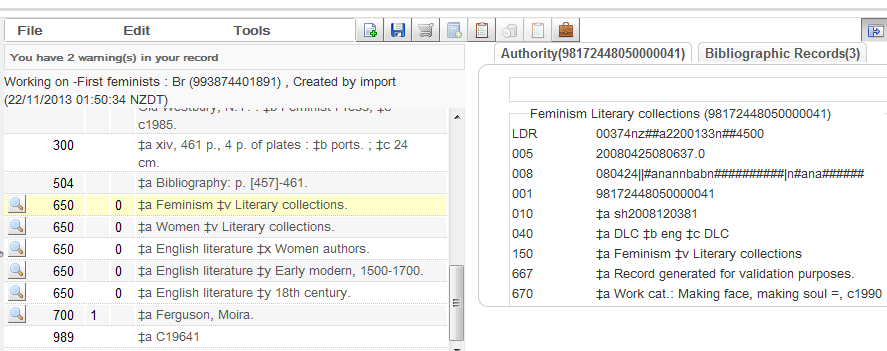 File Edit Tools
You have 2 warning(s) in your record
Working on -First feminists : Br (993874401891) , Created by import
(22/11/2013 01:50:34 NZDT)
c1985.
300 ‡a xiv, 461 p., 4 p. of plates : ‡b ports. ; ‡c 24
cm.
504 ‡a Bibliography: p. [457]-461.
650 0 ‡a Feminism ‡v Literary collections.
650 0 ‡a Women ‡v Literary collections.
650 0 ‡a English literature ‡x Women authors.
650 0 ‡a English literature ‡y Early modern, 1500-1700.
650 0 ‡a English literature ‡y 18th century.
700 1 ‡a Ferguson, Moira.
989 ‡a C19641
Authority(98172448050000041) Bibliographic Records(3)
Feminism Literary collections (98172448050000041)
LDR 00374nz##a2200133n##4500
005 20080425080637.0
008 080424||#anannbabn##########|n#ana######
001 98172448050000041
010 ‡a sh2008120381
040 ‡a DLC ‡b eng ‡c DLC
150 ‡a Feminism ‡v Literary collections
667 ‡a Record generated for validation purposes.
670 ‡a Work cat.: Making face, making soul =, c1990